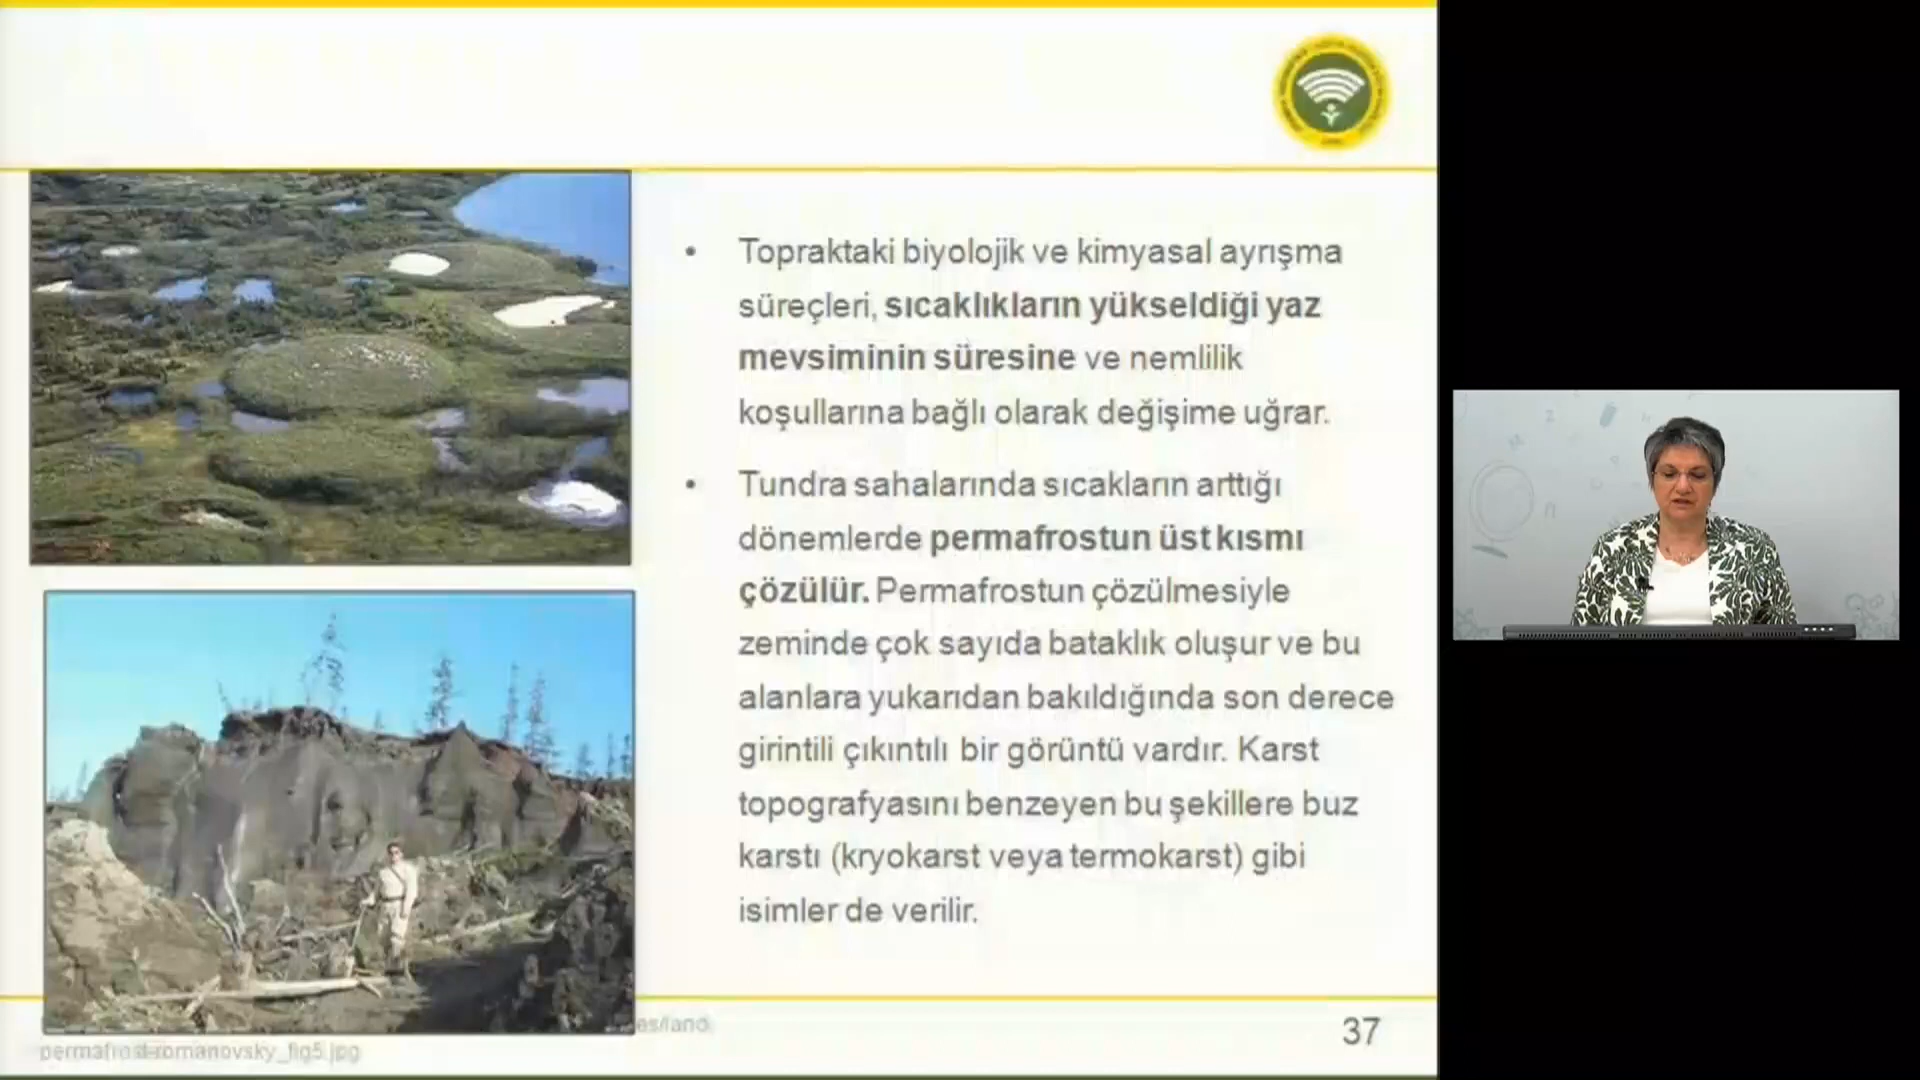 • Topraktaki biyolojik ve kimyasal ayrışma
süreçleri, sıcaklıkların yükseldiği yaz
mevsiminin süresine ve nemlilik
koşullarına bağlı olarak değişime uğrar.
• Tundra sahalarında sıcakların arttığı
dönemlerde permafrostun üst kısmı
çözülür. Permafrostun çözülmesiyle
zeminde çok sayıda bataklık oluşur ve bu
alanlara yukarıdan bakıldığında son derece
girintili çıkıntılı bir görüntü vardır. Karst
topografyasını benzeyen bu şekillere buz
karstı (kryokarst veya termokarst) gibi
isimler de verilir.
es/land
permafrost-romanovsky_fig5.jpg
37